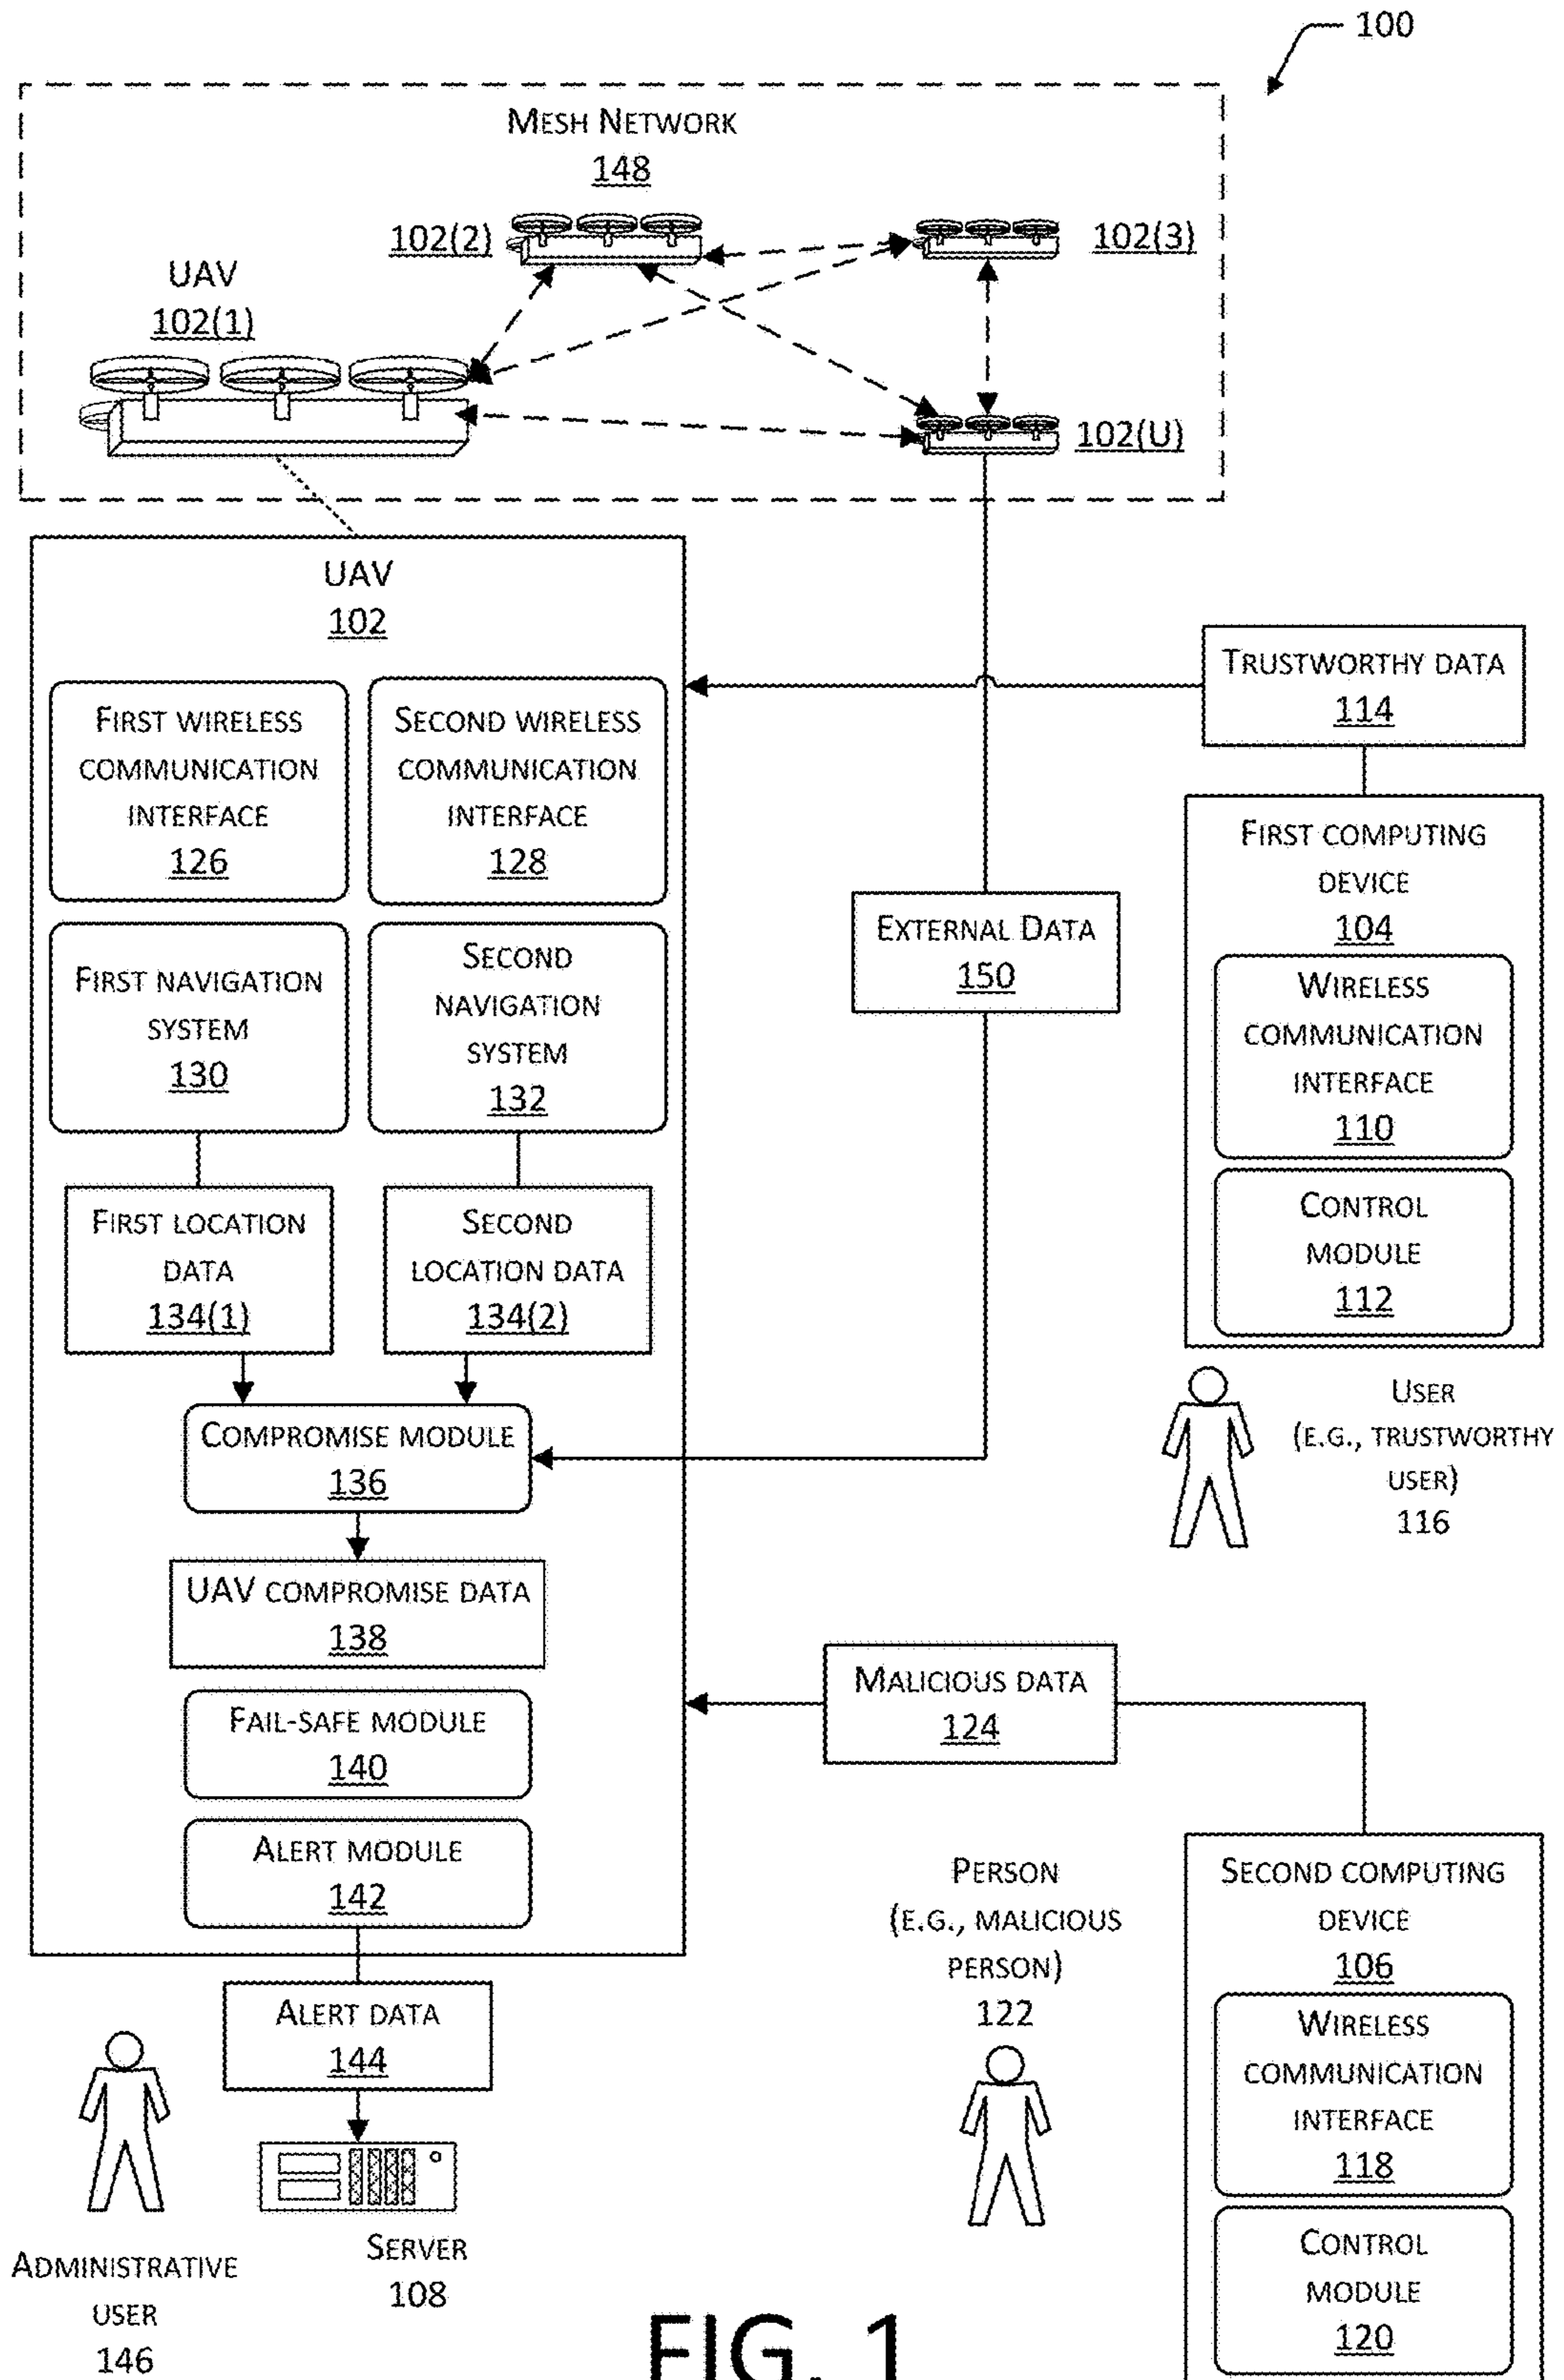 100
MESH NETWORK
148
102(2)
102(3)
UAV
102(1)
102(U)
UAV
102
FIRST WIRELESS
COMMUNICATION
INTERFACE
126
SECOND WIRELESS
COMMUNICATION
INTERFACE
128
FIRST NAVIGATION
SYSTEM
130
SECOND
NAVIGATION
SYSTEM
132
FIRST LOCATION
DATA
134(1)
SECOND
LOCATION DATA
134(2)
COMPROMISE MODULE
136
UAV COMPROMISE DATA
138
FAIL-SAFE MODULE
140
ALERT MODULE
142
ALERT DATA
144
SERVER
108
ADMINISTRATIVE
USER
146
EXTERNAL DATA
150
TRUSTWORTHY DATA
114
FIRST COMPUTING
DEVICE
104
WIRELESS
COMMUNICATION
INTERFACE
110
CONTROL
MODULE
112
USER
(E.G., TRUSTWORTHY
USER)
116
MALICIOUS DATA
124
PERSON
(E.G., MALICIOUS
PERSON)
122
SECOND COMPUTING
DEVICE
106
WIRELESS
COMMUNICATION
INTERFACE
118
CONTROL
MODULE
120
FIG. 1